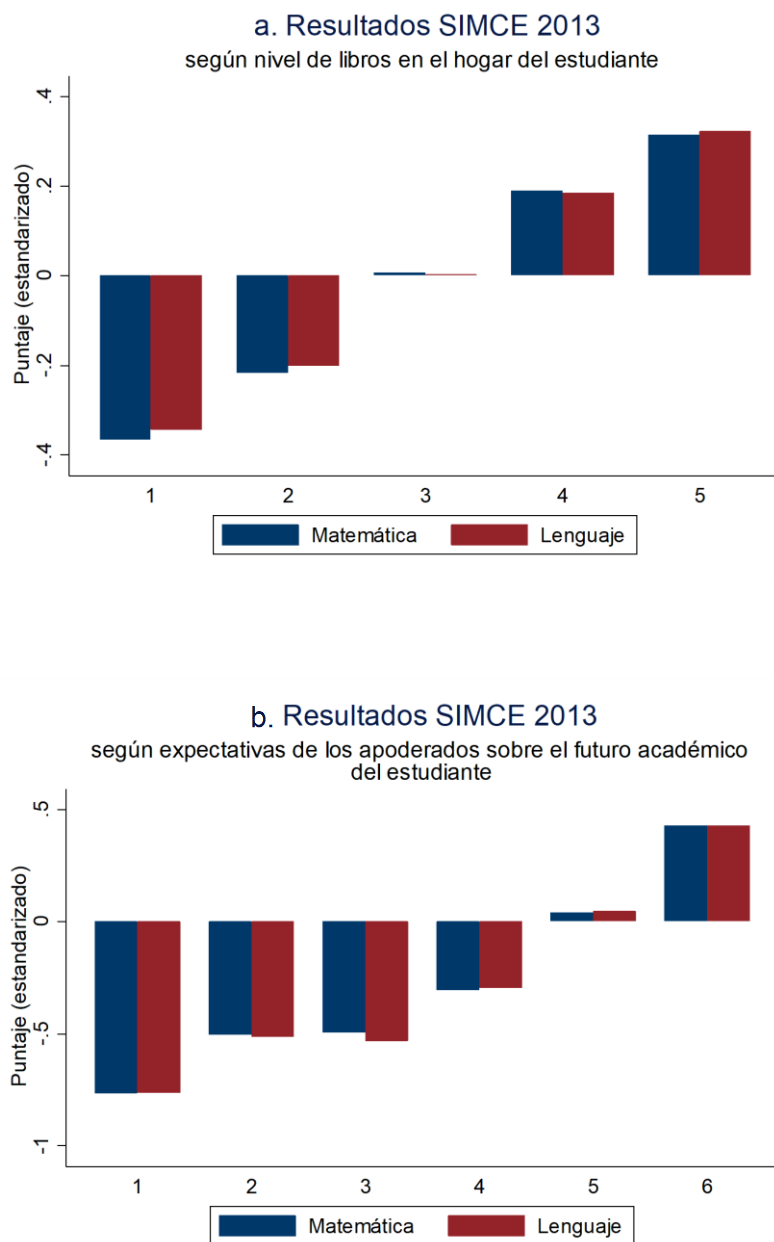 a. Resultados SIMCE 2013
según nivel de libros en el hogar del estudiante
Puntaje (estandarizado)
.4
.2
0
-.2
-.4
1 2 3 4 5
Matemática Lenguaje
b. Resultados SIMCE 2013
según expectativas de los apoderados sobre el futuro académico
del estudiante
Puntaje (estandarizado)
.5
0
-.5
-1
1 2 3 4 5 6
Matemática Lenguaje